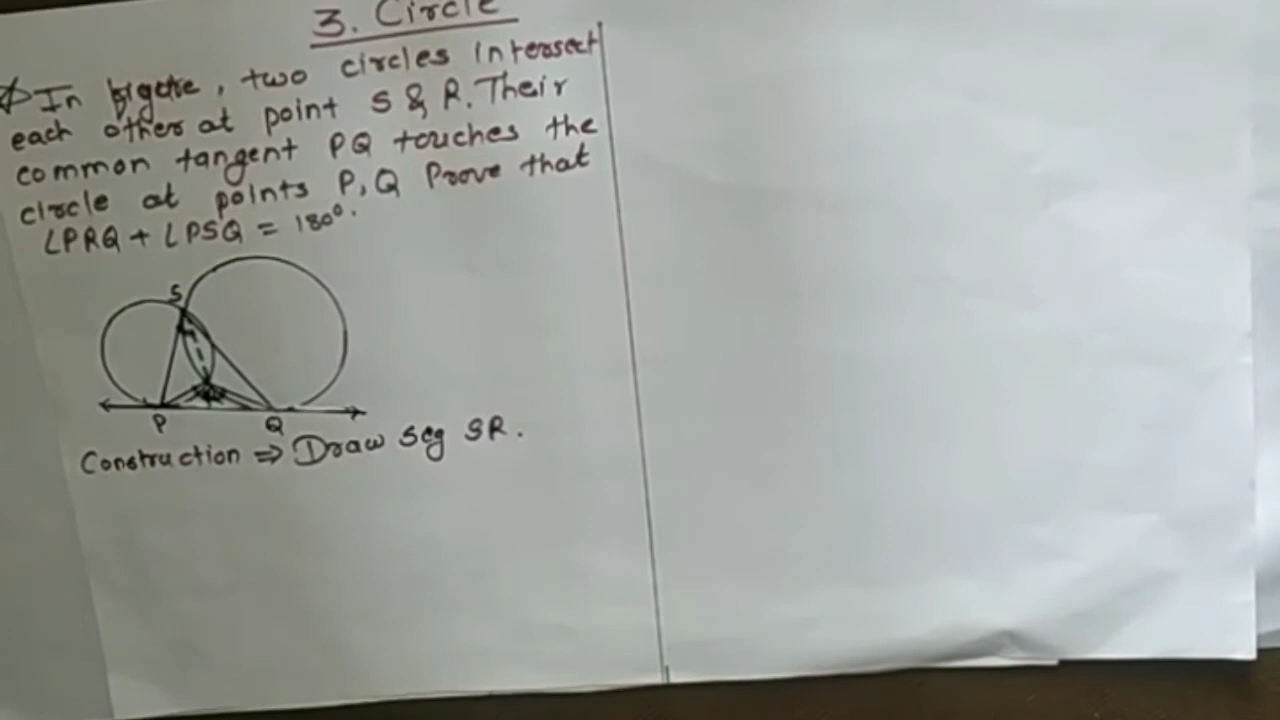 3. Circle
In figure, two circles intersect
each other at point S & R. Their
common tangent PQ touches the
circle at points P, Q Prove that
∠PRQ + ∠PSQ = 180°.
S
P Q
Construction ⇒ Draw seg SR.